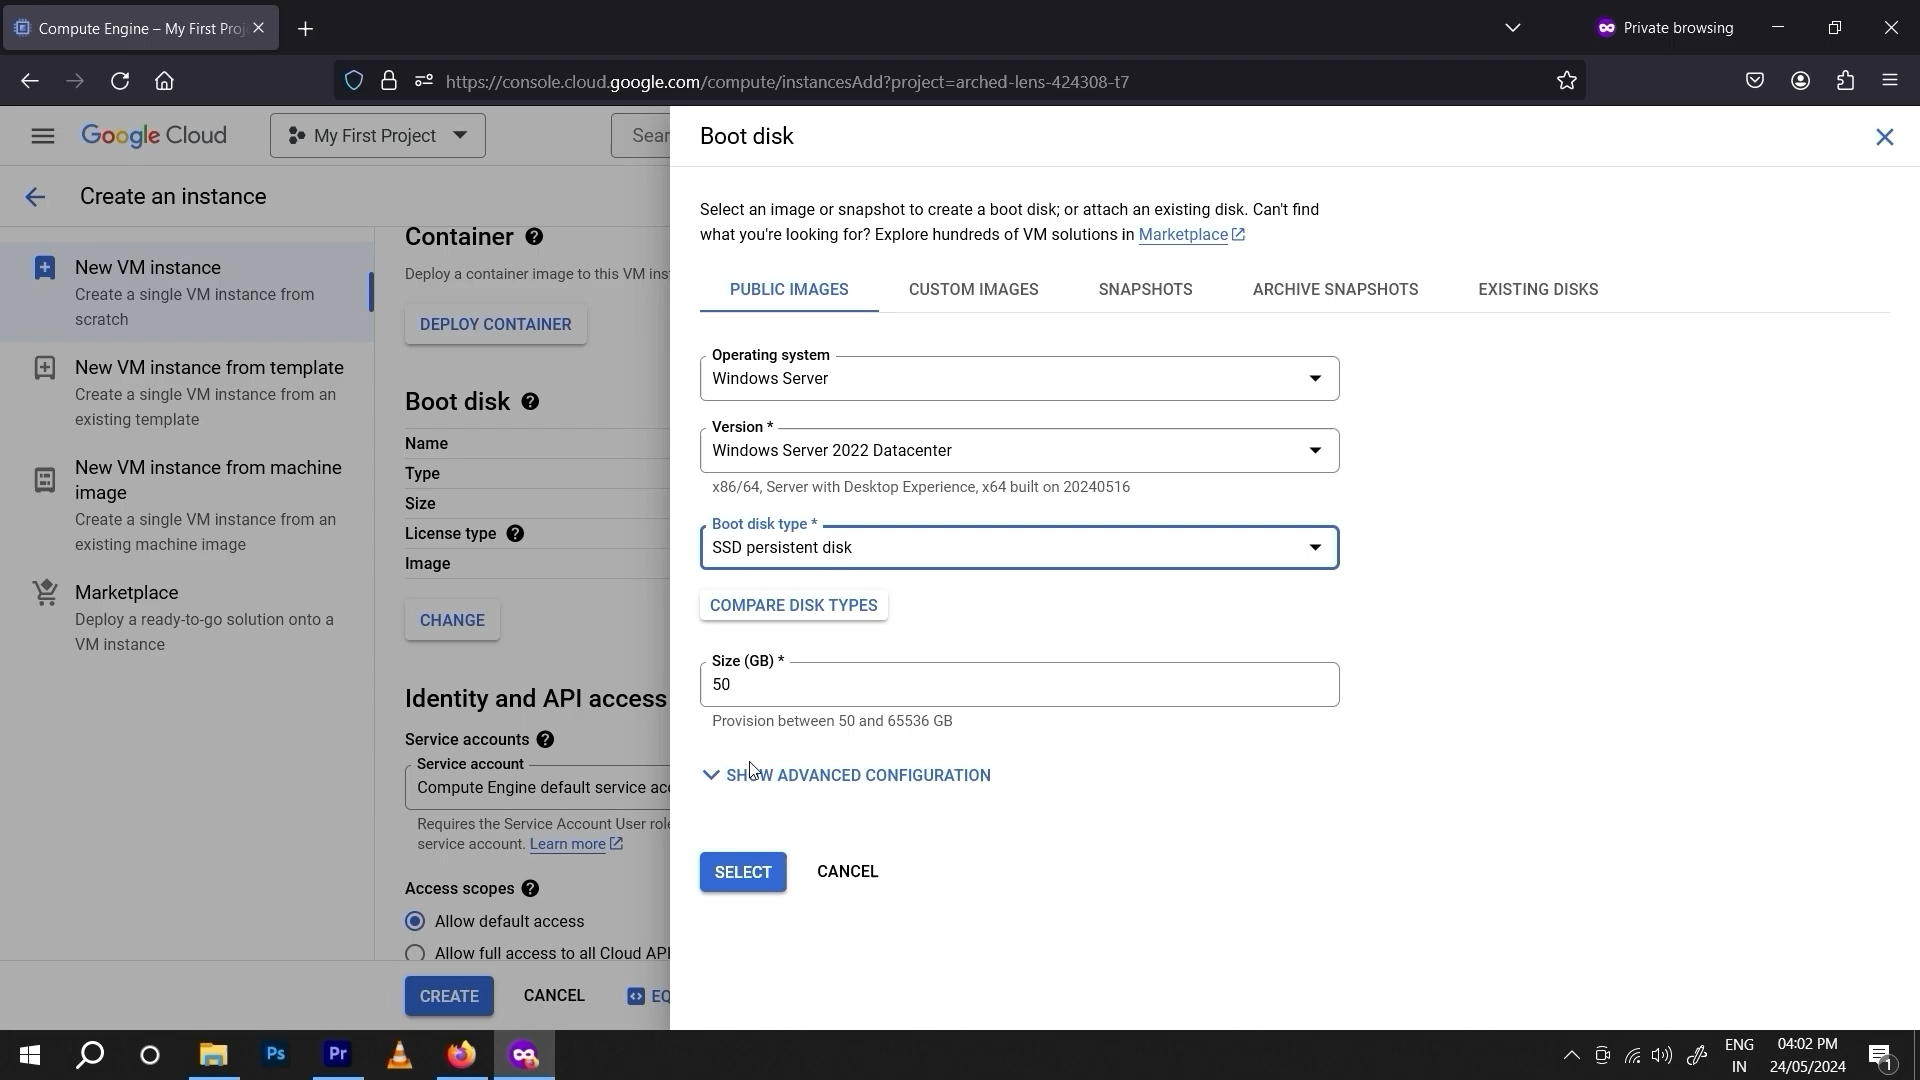 Compute Engine – My First Proj
Private browsing
https://console.cloud.google.com/compute/instancesAdd?project=arched-lens-424308-t7
Google Cloud
My First Project
Sear
Create an instance
New VM instance
Create a single VM instance from
scratch
New VM instance from template
Create a single VM instance from an
existing template
New VM instance from machine
image
Create a single VM instance from an
existing machine image
Marketplace
Deploy a ready-to-go solution onto a
VM instance
Container
Deploy a container image to this VM ins
DEPLOY CONTAINER
Boot disk
Name
Type
Size
License type
Image
CHANGE
Identity and API access
Service accounts
Service account
Compute Engine default service acc
Requires the Service Account User role
service account. Learn more
Access scopes
Allow default access
Allow full access to all Cloud API
CREATE CANCEL EQ
Boot disk
Select an image or snapshot to create a boot disk; or attach an existing disk. Can't find
what you're looking for? Explore hundreds of VM solutions in Marketplace
PUBLIC IMAGES CUSTOM IMAGES SNAPSHOTS ARCHIVE SNAPSHOTS EXISTING DISKS
Operating system
Windows Server
Version *
Windows Server 2022 Datacenter
x86/64, Server with Desktop Experience, x64 built on 20240516
Boot disk type *
SSD persistent disk
COMPARE DISK TYPES
Size (GB) *
50
Provision between 50 and 65536 GB
SHOW ADVANCED CONFIGURATION
SELECT CANCEL
Ps
Pr
ENG
IN
04:02 PM
24/05/2024
1